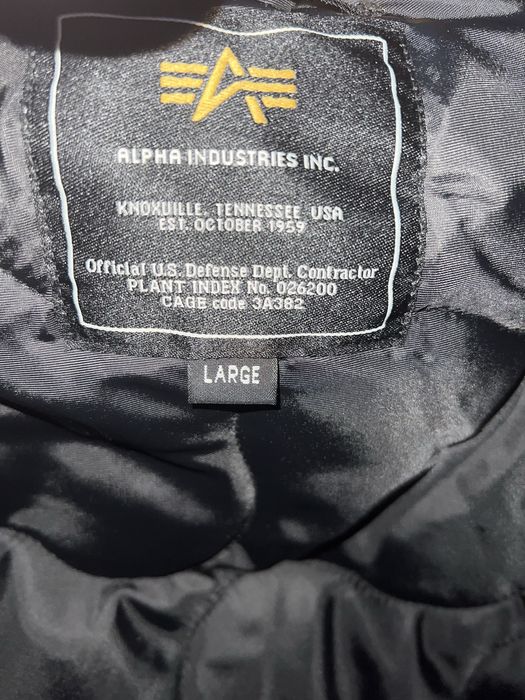 ALPHA INDUSTRIES INC.
KNOXVILLE, TENNESSEE, USA
EST. OCTOBER 1959
Official U.S. Defense Dept. Contractor
PLANT INDEX No. 026200
CAGE code 3A382
LARGE